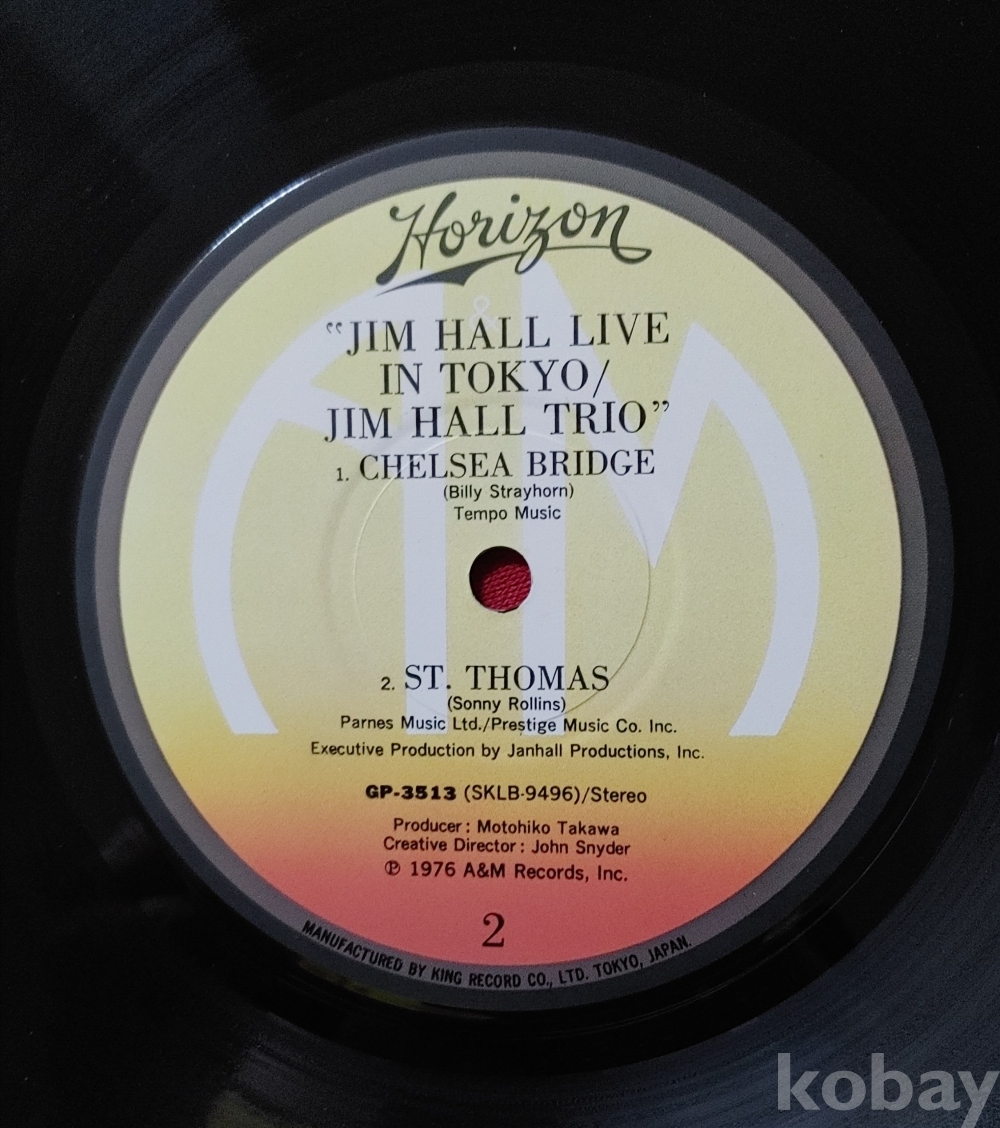 Horizon
&
“JIM HALL LIVE
IN TOKYO/
JIM HALL TRIO”
1. CHELSEA BRIDGE
(Billy Strayhorn)
Tempo Music
2. ST. THOMAS
(Sonny Rollins)
Parnes Music Ltd./Prestige Music Co. Inc.
Executive Production by Janhall Productions, Inc.
GP-3513 (SKLB-9496)/Stereo
Producer: Motohiko Takawa
Creative Director: John Snyder
℗ 1976 A&M Records, Inc.
2
MANUFACTURED BY KING RECORD CO., LTD. TOKYO, JAPAN.
kobay